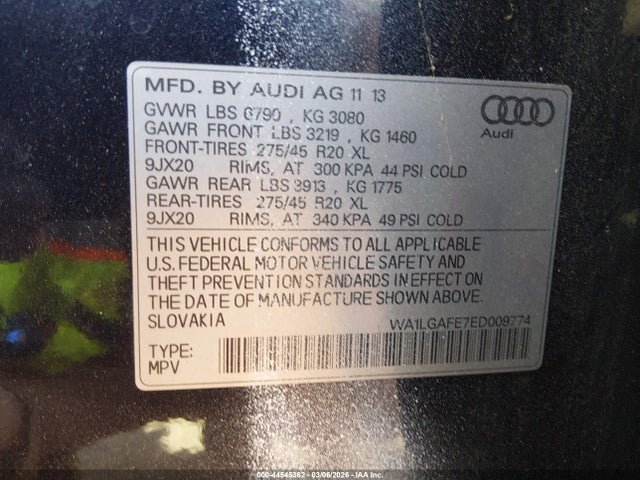 MFD. BY AUDI AG 11 13
GVWR LBS 6790 , KG 3080
GAWR FRONT LBS 3219 , KG 1460
FRONT-TIRES 275/45 R20 XL
9JX20 RIMS, AT 300 KPA 44 PSI COLD
GAWR REAR LBS 3913 , KG 1775
REAR-TIRES 275/45 R20 XL
9JX20 RIMS, AT 340 KPA 49 PSI COLD
Audi
THIS VEHICLE CONFORMS TO ALL APPLICABLE
U.S. FEDERAL MOTOR VEHICLE SAFETY AND
THEFT PREVENTION STANDARDS IN EFFECT ON
THE DATE OF MANUFACTURE SHOWN ABOVE.
SLOVAKIA WA1LGAFE7ED009774
TYPE:
MPV
000-44545362 - 03/06/2026 - IAA Inc.